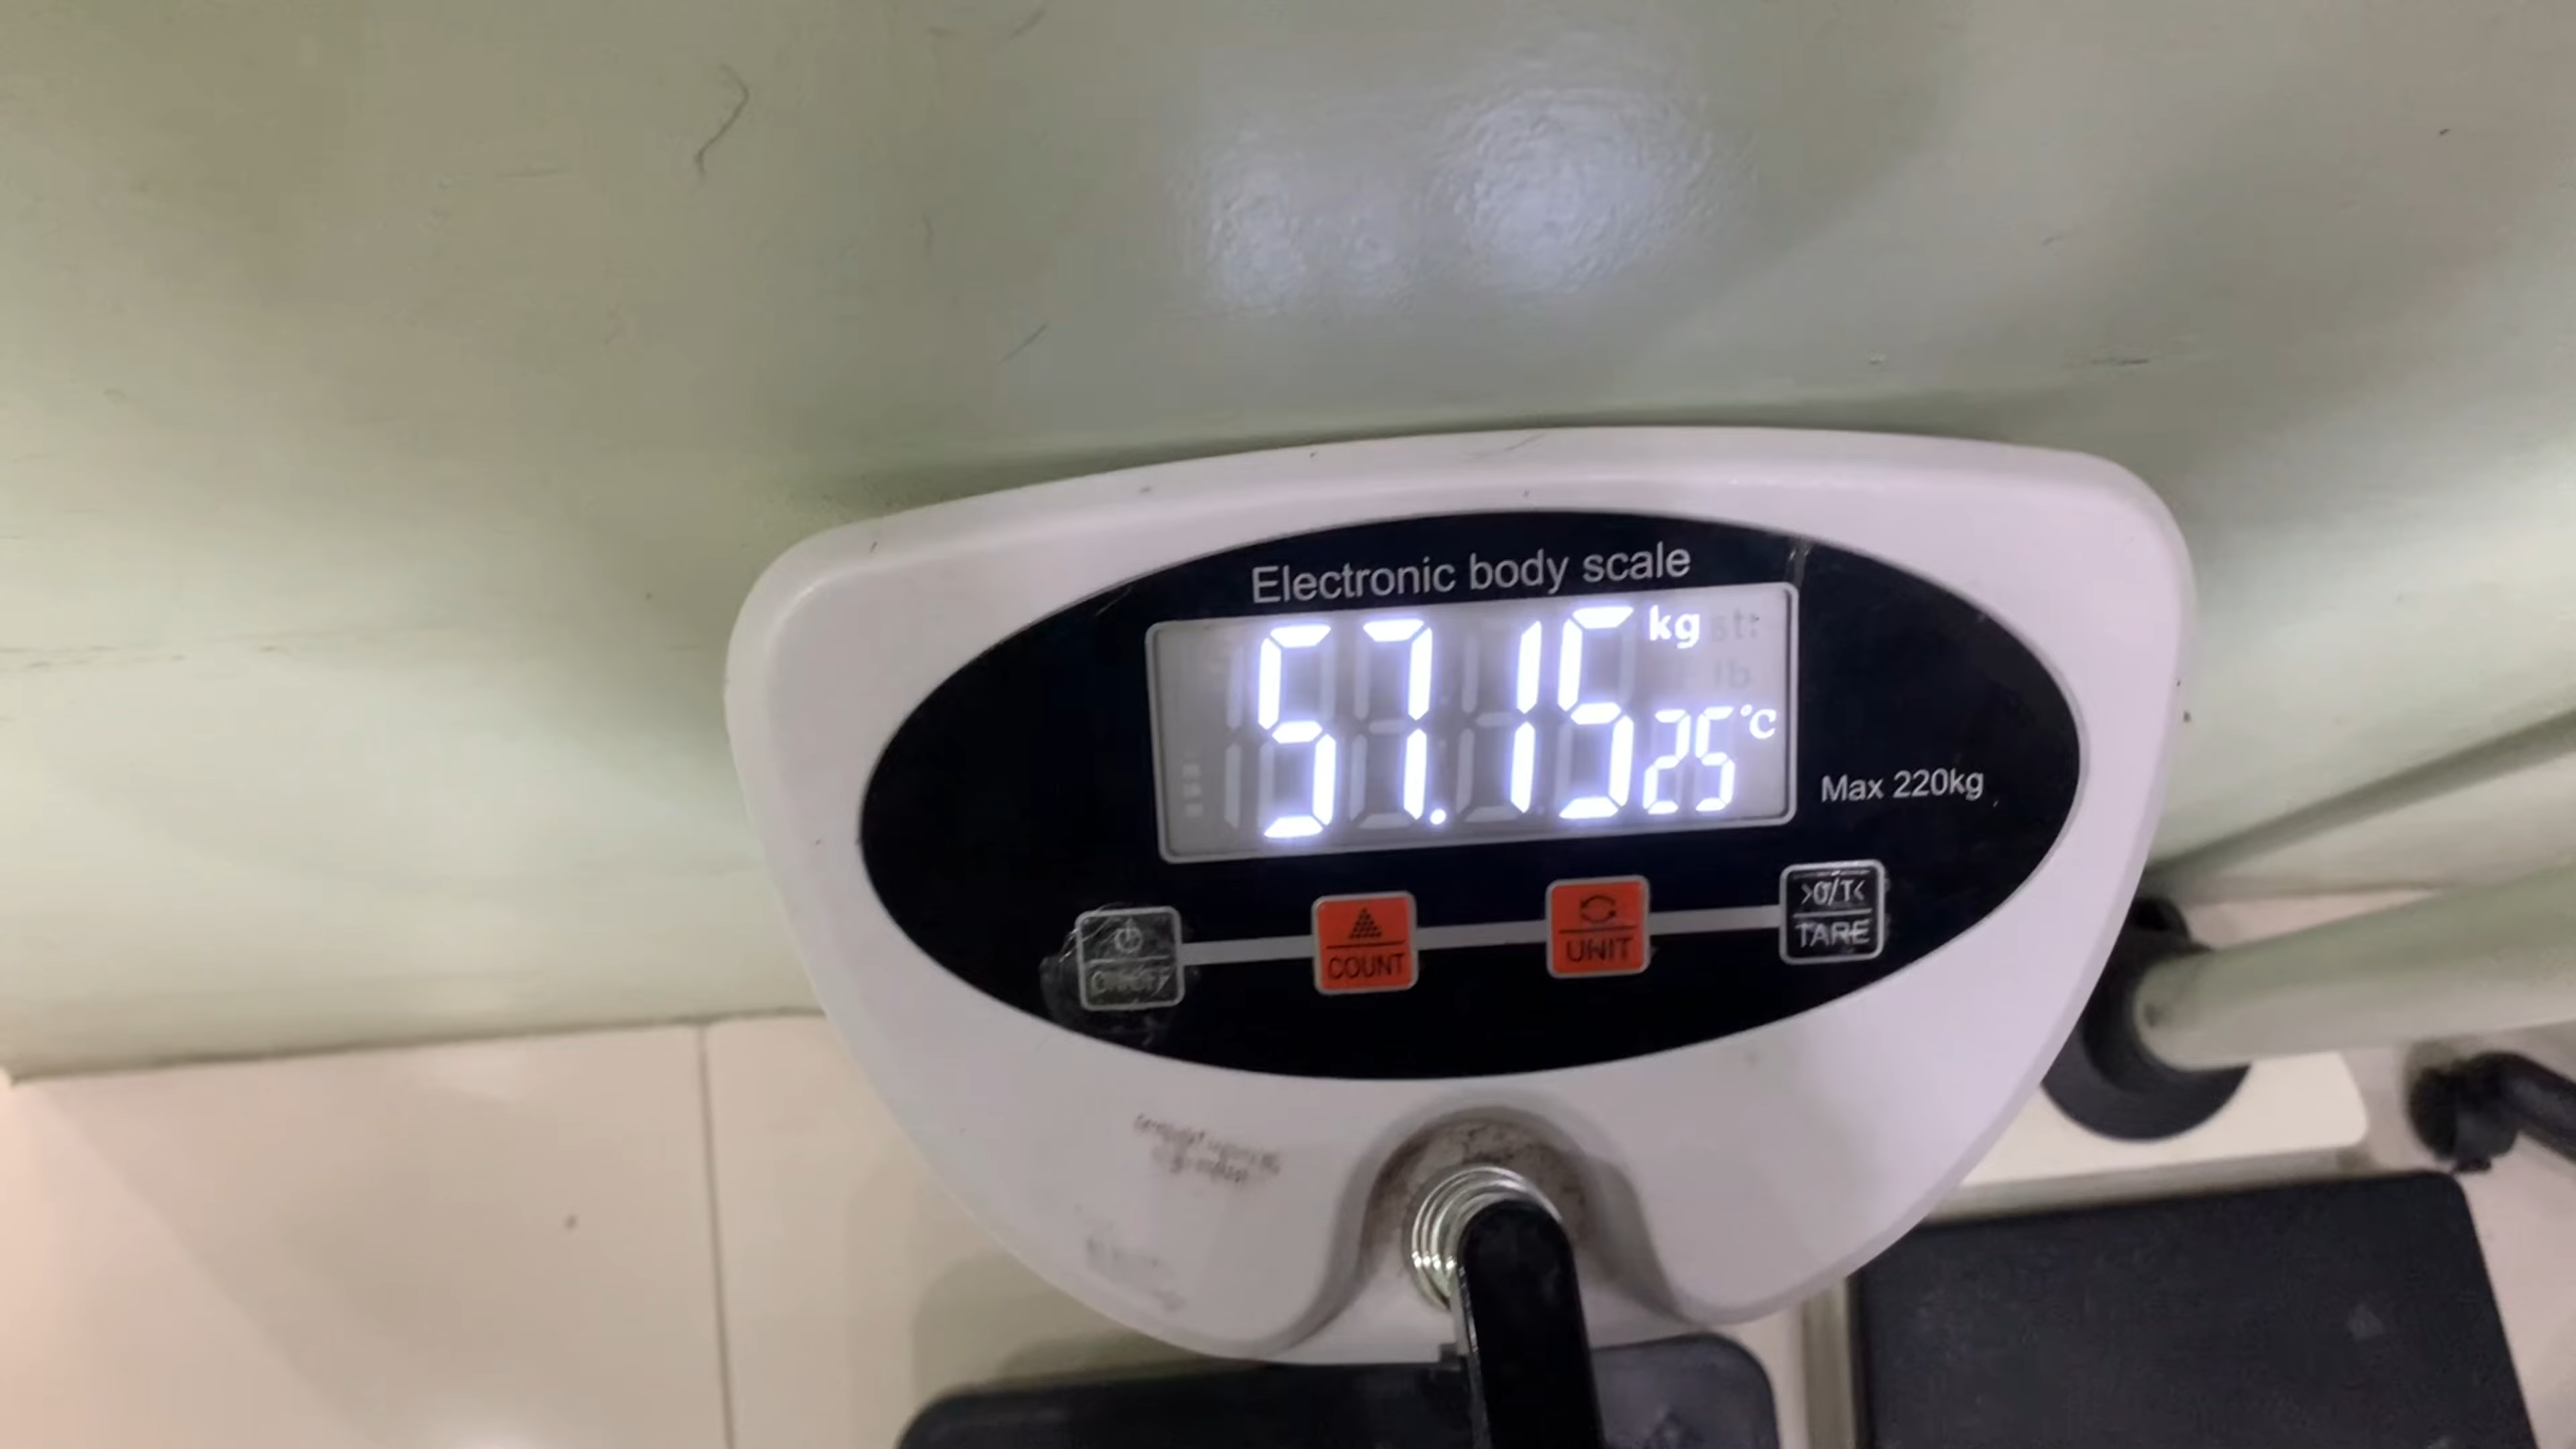 Electronic body scale
57.15 kg
25 °C
Max 220kg
COUNT
UNIT
>0/T<
TARE